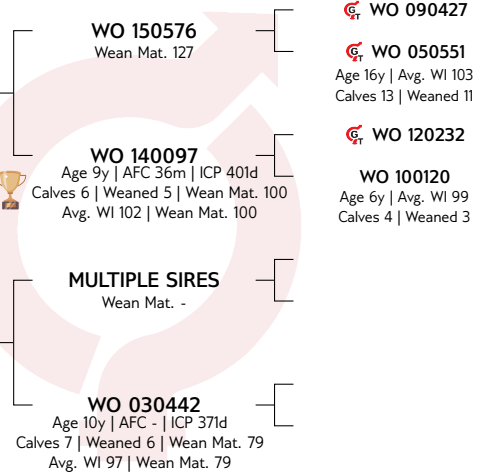 WO 150576
Wean Mat. 127
WO 140097
Age 9y | AFC 36m | ICP 401d
Calves 6 | Weaned 5 | Wean Mat. 100
Avg. WI 102 | Wean Mat. 100
MULTIPLE SIRES
Wean Mat. -
WO 030442
Age 10y | AFC - | ICP 371d
Calves 7 | Weaned 6 | Wean Mat. 79
Avg. WI 97 | Wean Mat. 79
GT WO 090427
GT WO 050551
Age 16y | Avg. WI 103
Calves 13 | Weaned 11
GT WO 120232
WO 100120
Age 6y | Avg. WI 99
Calves 4 | Weaned 3